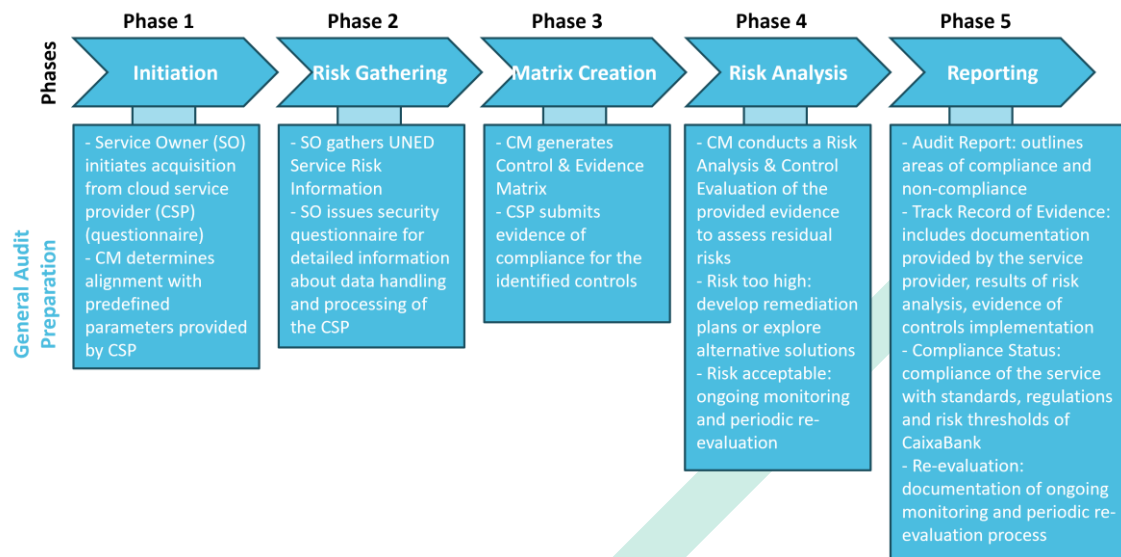 Phase 1
Phase 2
Phase 3
Phase 4
Phase 5
Phases
Initiation
Risk Gathering
Matrix Creation
Risk Analysis
Reporting
General Audit
Preparation
- Service Owner (SO)
initiates acquisition
from cloud service
provider (CSP)
(questionnaire)
- CM determines
alignment with
predefined
parameters provided
by CSP
- SO gathers UNED
Service Risk
Information
- SO issues security
questionnaire for
detailed information
about data handling
and processing of
the CSP
- CM generates
Control & Evidence
Matrix
- CSP submits
evidence of
compliance for the
identified controls
- CM conducts a Risk
Analysis & Control
Evaluation of the
provided evidence
to assess residual
risks
- Risk too high:
develop remediation
plans or explore
alternative solutions
- Risk acceptable:
ongoing monitoring
and periodic re-
evaluation
- Audit Report: outlines
areas of compliance and
non-compliance
- Track Record of Evidence:
includes documentation
provided by the service
provider, results of risk
analysis, evidence of
controls implementation
- Compliance Status:
compliance of the service
with standards, regulations
and risk thresholds of
CaixaBank
- Re-evaluation:
documentation of ongoing
monitoring and periodic re-
evaluation process